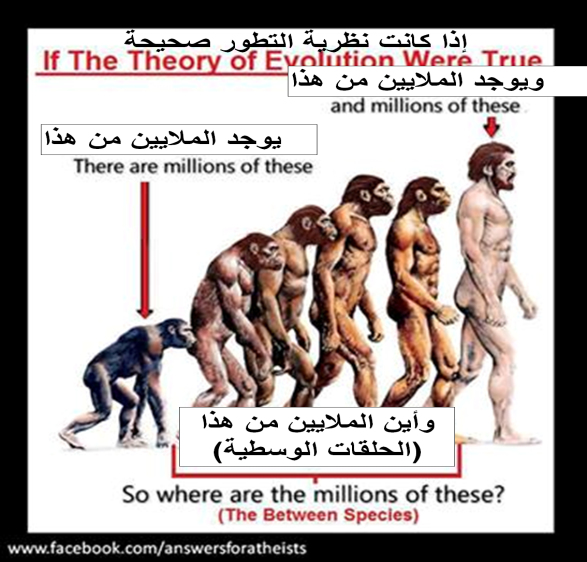 إذا كانت نظرية التطور صحيحة
If The Theory of Evolution Were True
ويوجد الملايين من هذا
and millions of these
يوجد الملايين من هذا
There are millions of these
وأين الملايين من هذا
(الحلقات الوسطية)
So where are the millions of these?
(The Between Species)
www.facebook.com/answersforatheists